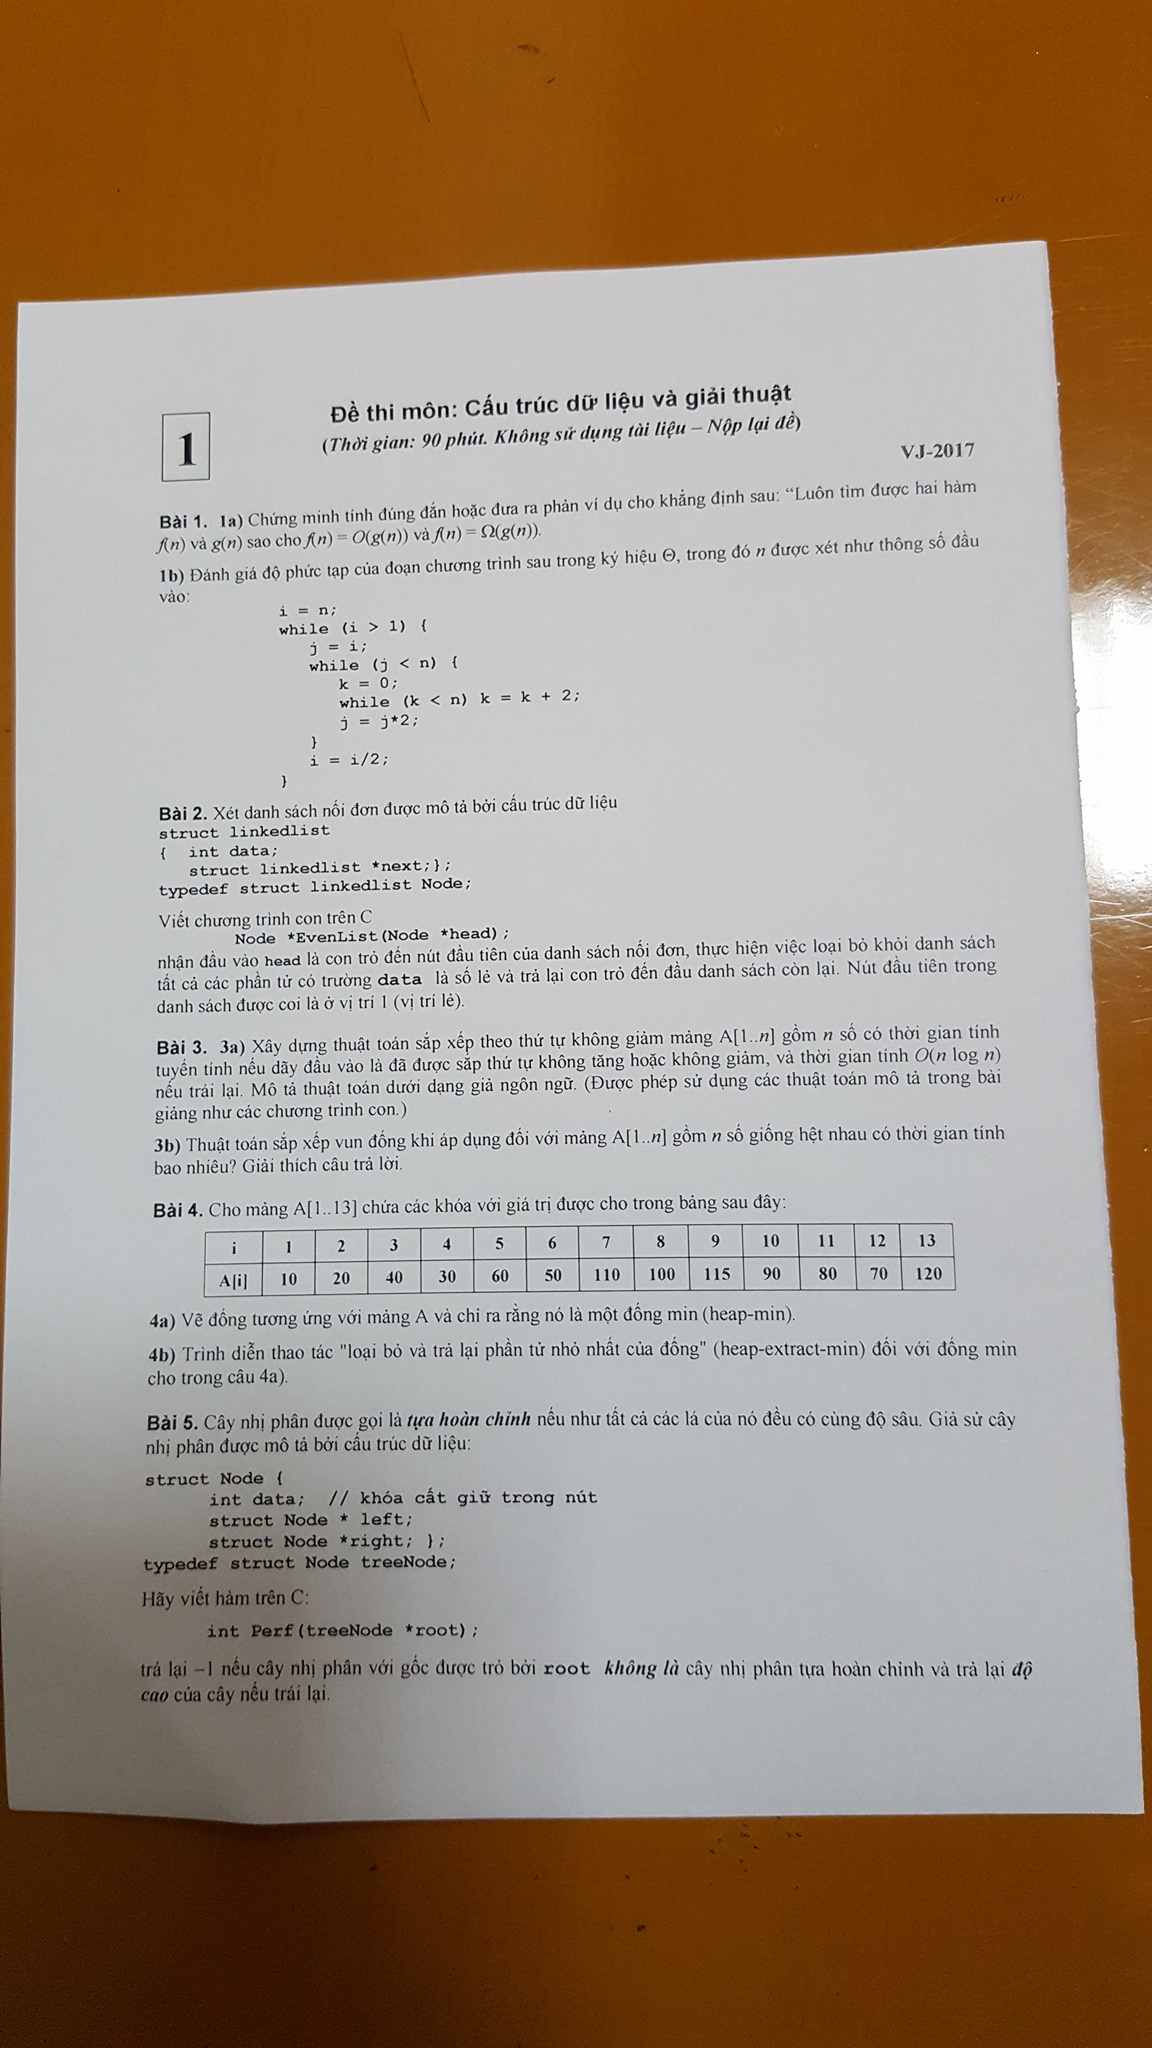 Đề thi môn: Cấu trúc dữ liệu và giải thuật
1
(Thời gian: 90 phút. Không sử dụng tài liệu – Nộp lại đề)
VJ-2017
Bài 1. 1a) Chứng minh tính đúng đắn hoặc đưa ra phản ví dụ cho khẳng định sau: “Luôn tìm được hai hàm
f(n) và g(n) sao cho f(n) = O(g(n)) và f(n) = Ω(g(n)).
1b) Đánh giá độ phức tạp của đoạn chương trình sau trong ký hiệu Θ, trong đó n được xét như thông số đầu
vào:
i = n;
while (i > 1) {
j = i;
while (j < n) {
k = 0;
while (k < n) k = k + 2;
j = j*2;
}
i = i/2;
}
Bài 2. Xét danh sách nối đơn được mô tả bởi cấu trúc dữ liệu
struct linkedlist
{ int data;
struct linkedlist *next;};
typedef struct linkedlist Node;
Viết chương trình con trên C
Node *EvenList(Node *head);
nhận đầu vào head là con trỏ đến nút đầu tiên của danh sách nối đơn, thực hiện việc loại bỏ khỏi danh sách
tất cả các phần tử có trường data là số lẻ và trả lại con trỏ đến đầu danh sách còn lại. Nút đầu tiên trong
danh sách được coi là ở vị trí 1 (vị trí lẻ).
Bài 3. 3a) Xây dựng thuật toán sắp xếp theo thứ tự không giảm mảng A[1..n] gồm n số có thời gian tính
tuyến tính nếu dãy đầu vào là đã được sắp thứ tự không tăng hoặc không giảm, và thời gian tính O(n log n)
nếu trái lại. Mô tả thuật toán dưới dạng giả ngôn ngữ. (Được phép sử dụng các thuật toán mô tả trong bài
giảng như các chương trình con.)
3b) Thuật toán sắp xếp vun đống khi áp dụng đối với mảng A[1..n] gồm n số giống hệt nhau có thời gian tính
bao nhiêu? Giải thích câu trả lời.
Bài 4. Cho mảng A[1..13] chứa các khóa với giá trị được cho trong bảng sau đây:
i 1 2 3 4 5 6 7 8 9 10 11 12 13
A[i] 10 20 40 30 60 50 110 100 115 90 80 70 120
4a) Vẽ đống tương ứng với mảng A và chỉ ra rằng nó là một đống min (heap-min).
4b) Trình diễn thao tác "loại bỏ và trả lại phần tử nhỏ nhất của đống" (heap-extract-min) đối với đống min
cho trong câu 4a).
Bài 5. Cây nhị phân được gọi là tựa hoàn chỉnh nếu như tất cả các lá của nó đều có cùng độ sâu. Giả sử cây
nhị phân được mô tả bởi cấu trúc dữ liệu:
struct Node {
int data; // khóa cất giữ trong nút
struct Node * left;
struct Node *right; };
typedef struct Node treeNode;
Hãy viết hàm trên C:
int Perf(treeNode *root);
trả lại –1 nếu cây nhị phân với gốc được trỏ bởi root không là cây nhị phân tựa hoàn chỉnh và trả lại độ
cao của cây nếu trái lại.